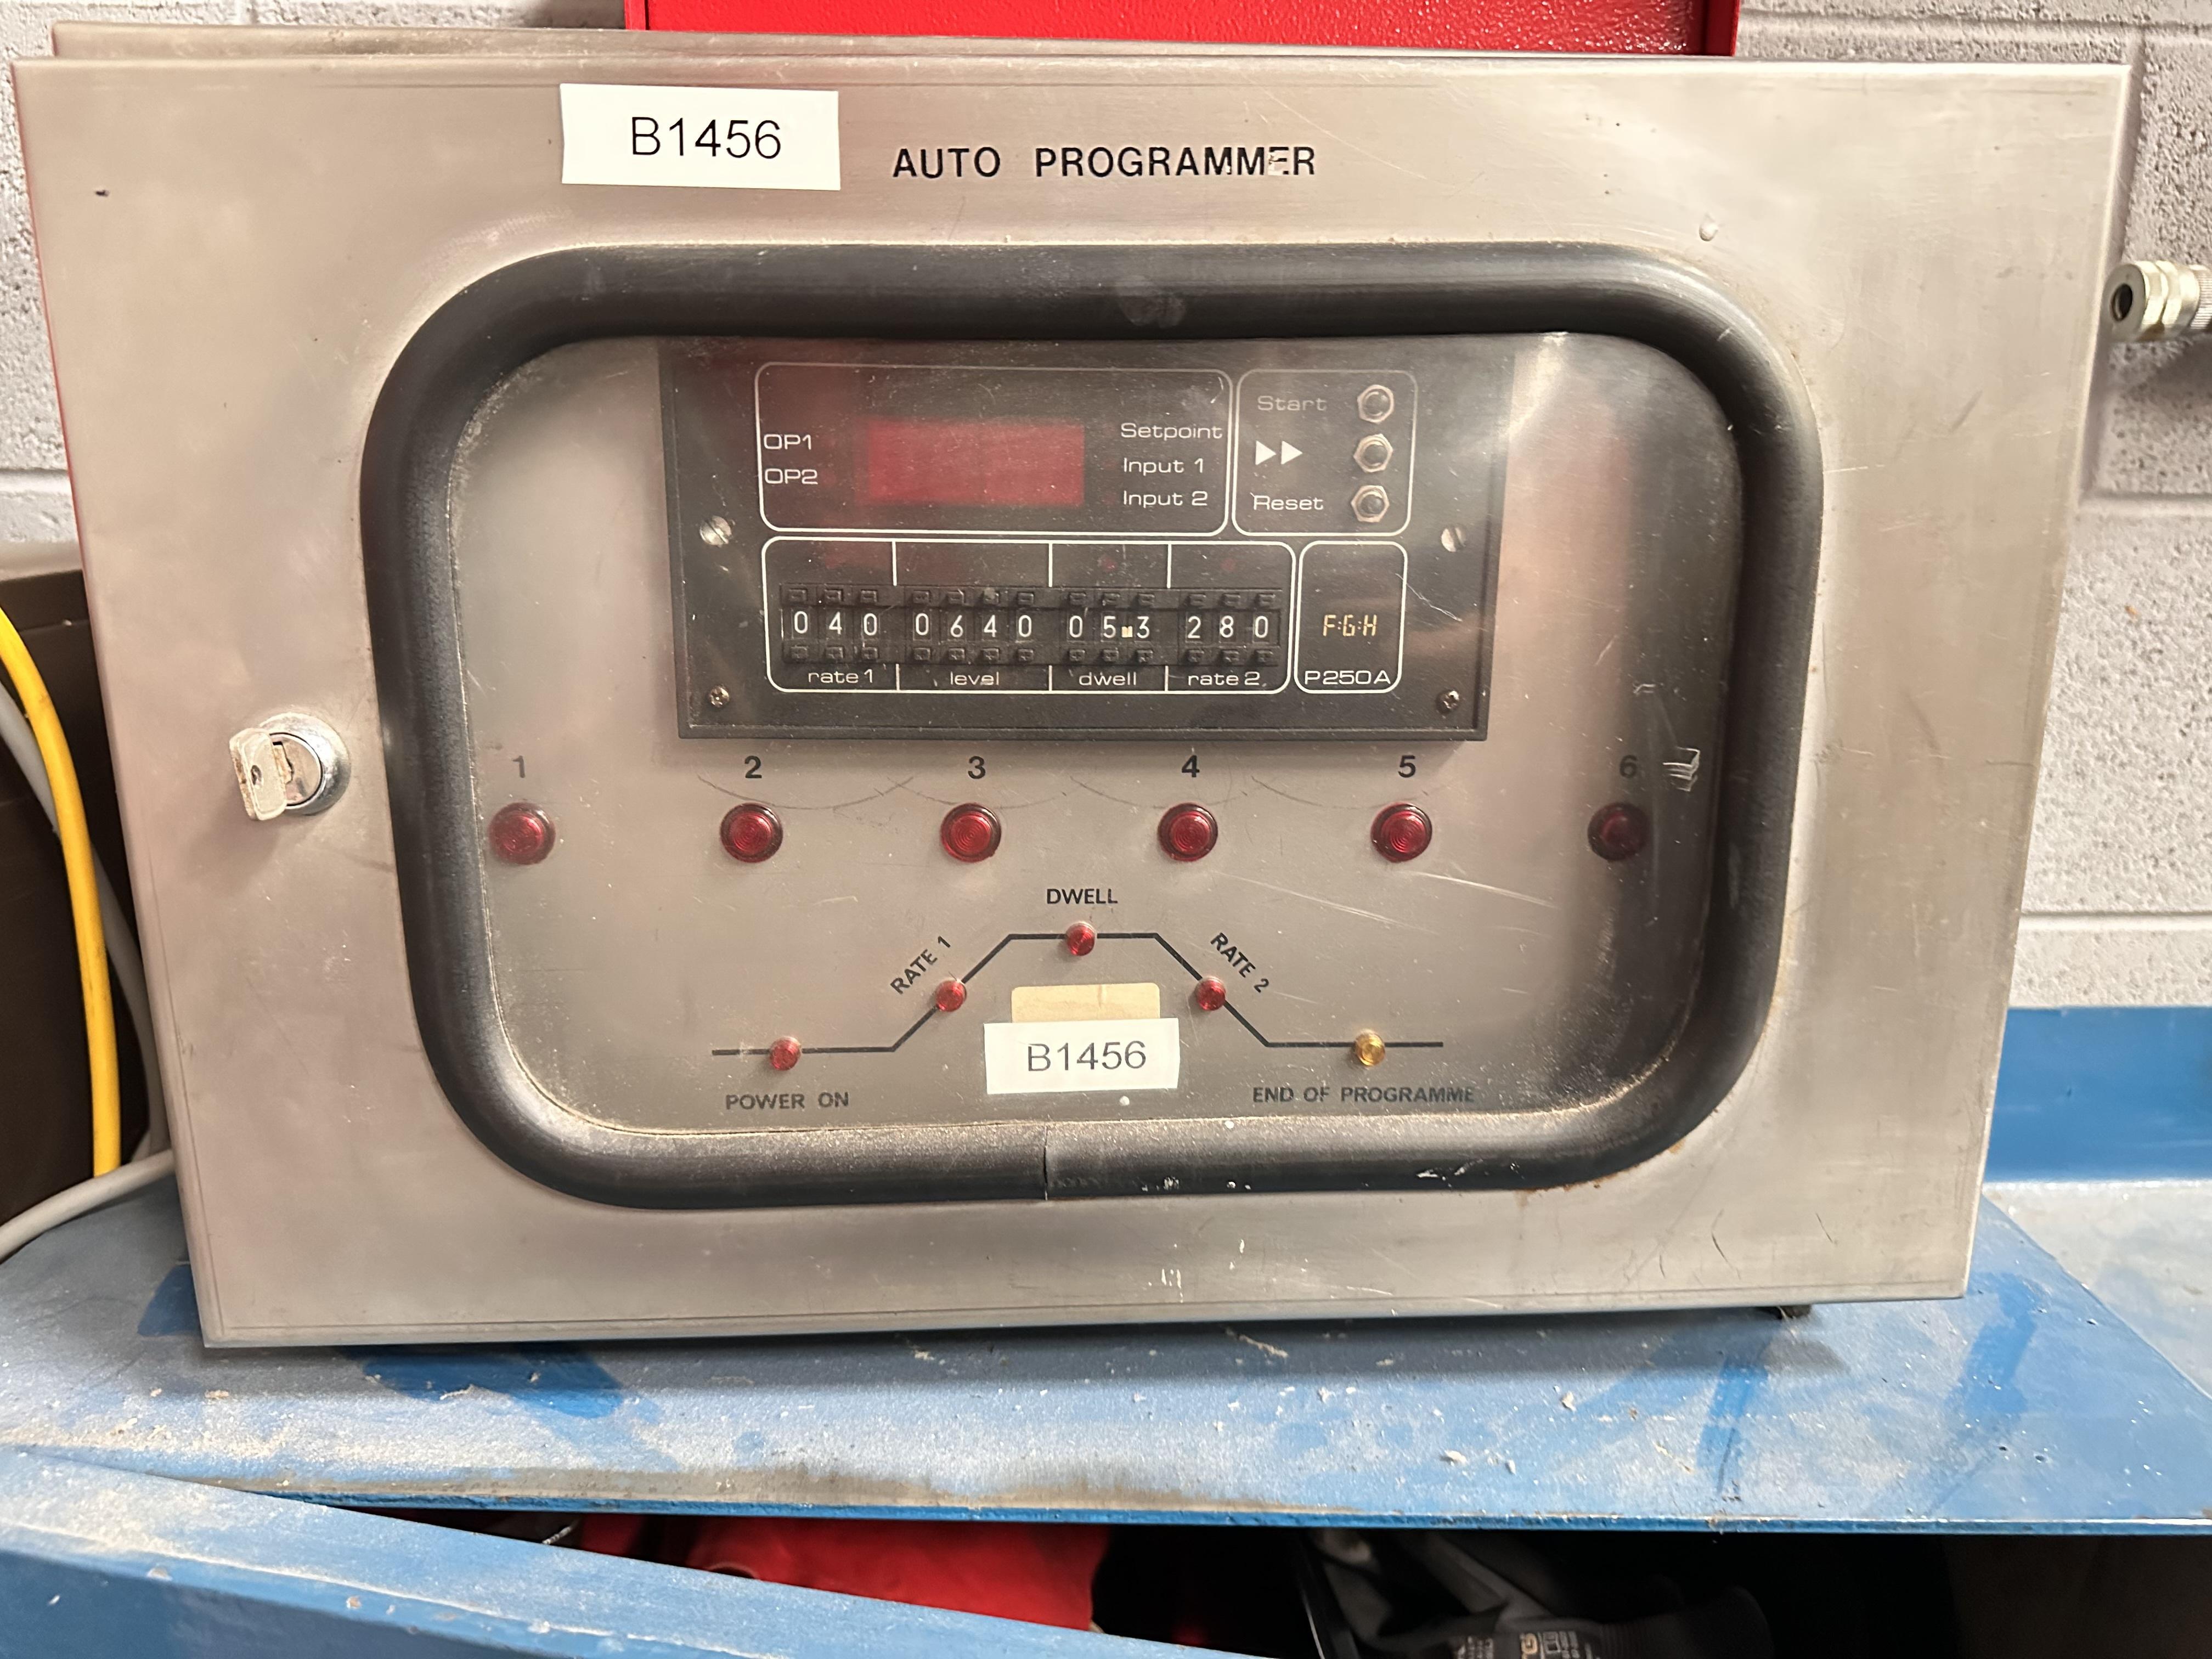 B1456
AUTO PROGRAMMER
OP1
OP2
Setpoint
Input 1
Input 2
Start
Reset
040 0640 05.3 280
rate 1 level dwell rate 2
F:G:H
P250A
1 2 3 4 5 6
DWELL
RATE 1
RATE 2
B1456
POWER ON
END OF PROGRAMME